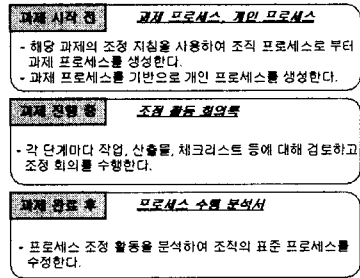 과제 시작 전
과제 프로세스, 개인 프로세스
- 해당 과제의 조정 지침을 사용하여 조직 프로세스로 부터
과제 프로세스를 생성한다.
- 과제 프로세스를 기반으로 개인 프로세스를 생성한다.
과제 진행 중
조정 활동 회의록
- 각 단계마다 작업, 산출물, 체크리스트 등에 대해 검토하고
조정 회의를 수행한다.
과제 완료 후
프로세스 수행 분석서
- 프로세스 조정 활동을 분석하여 조직의 표준 프로세스를
수정한다.